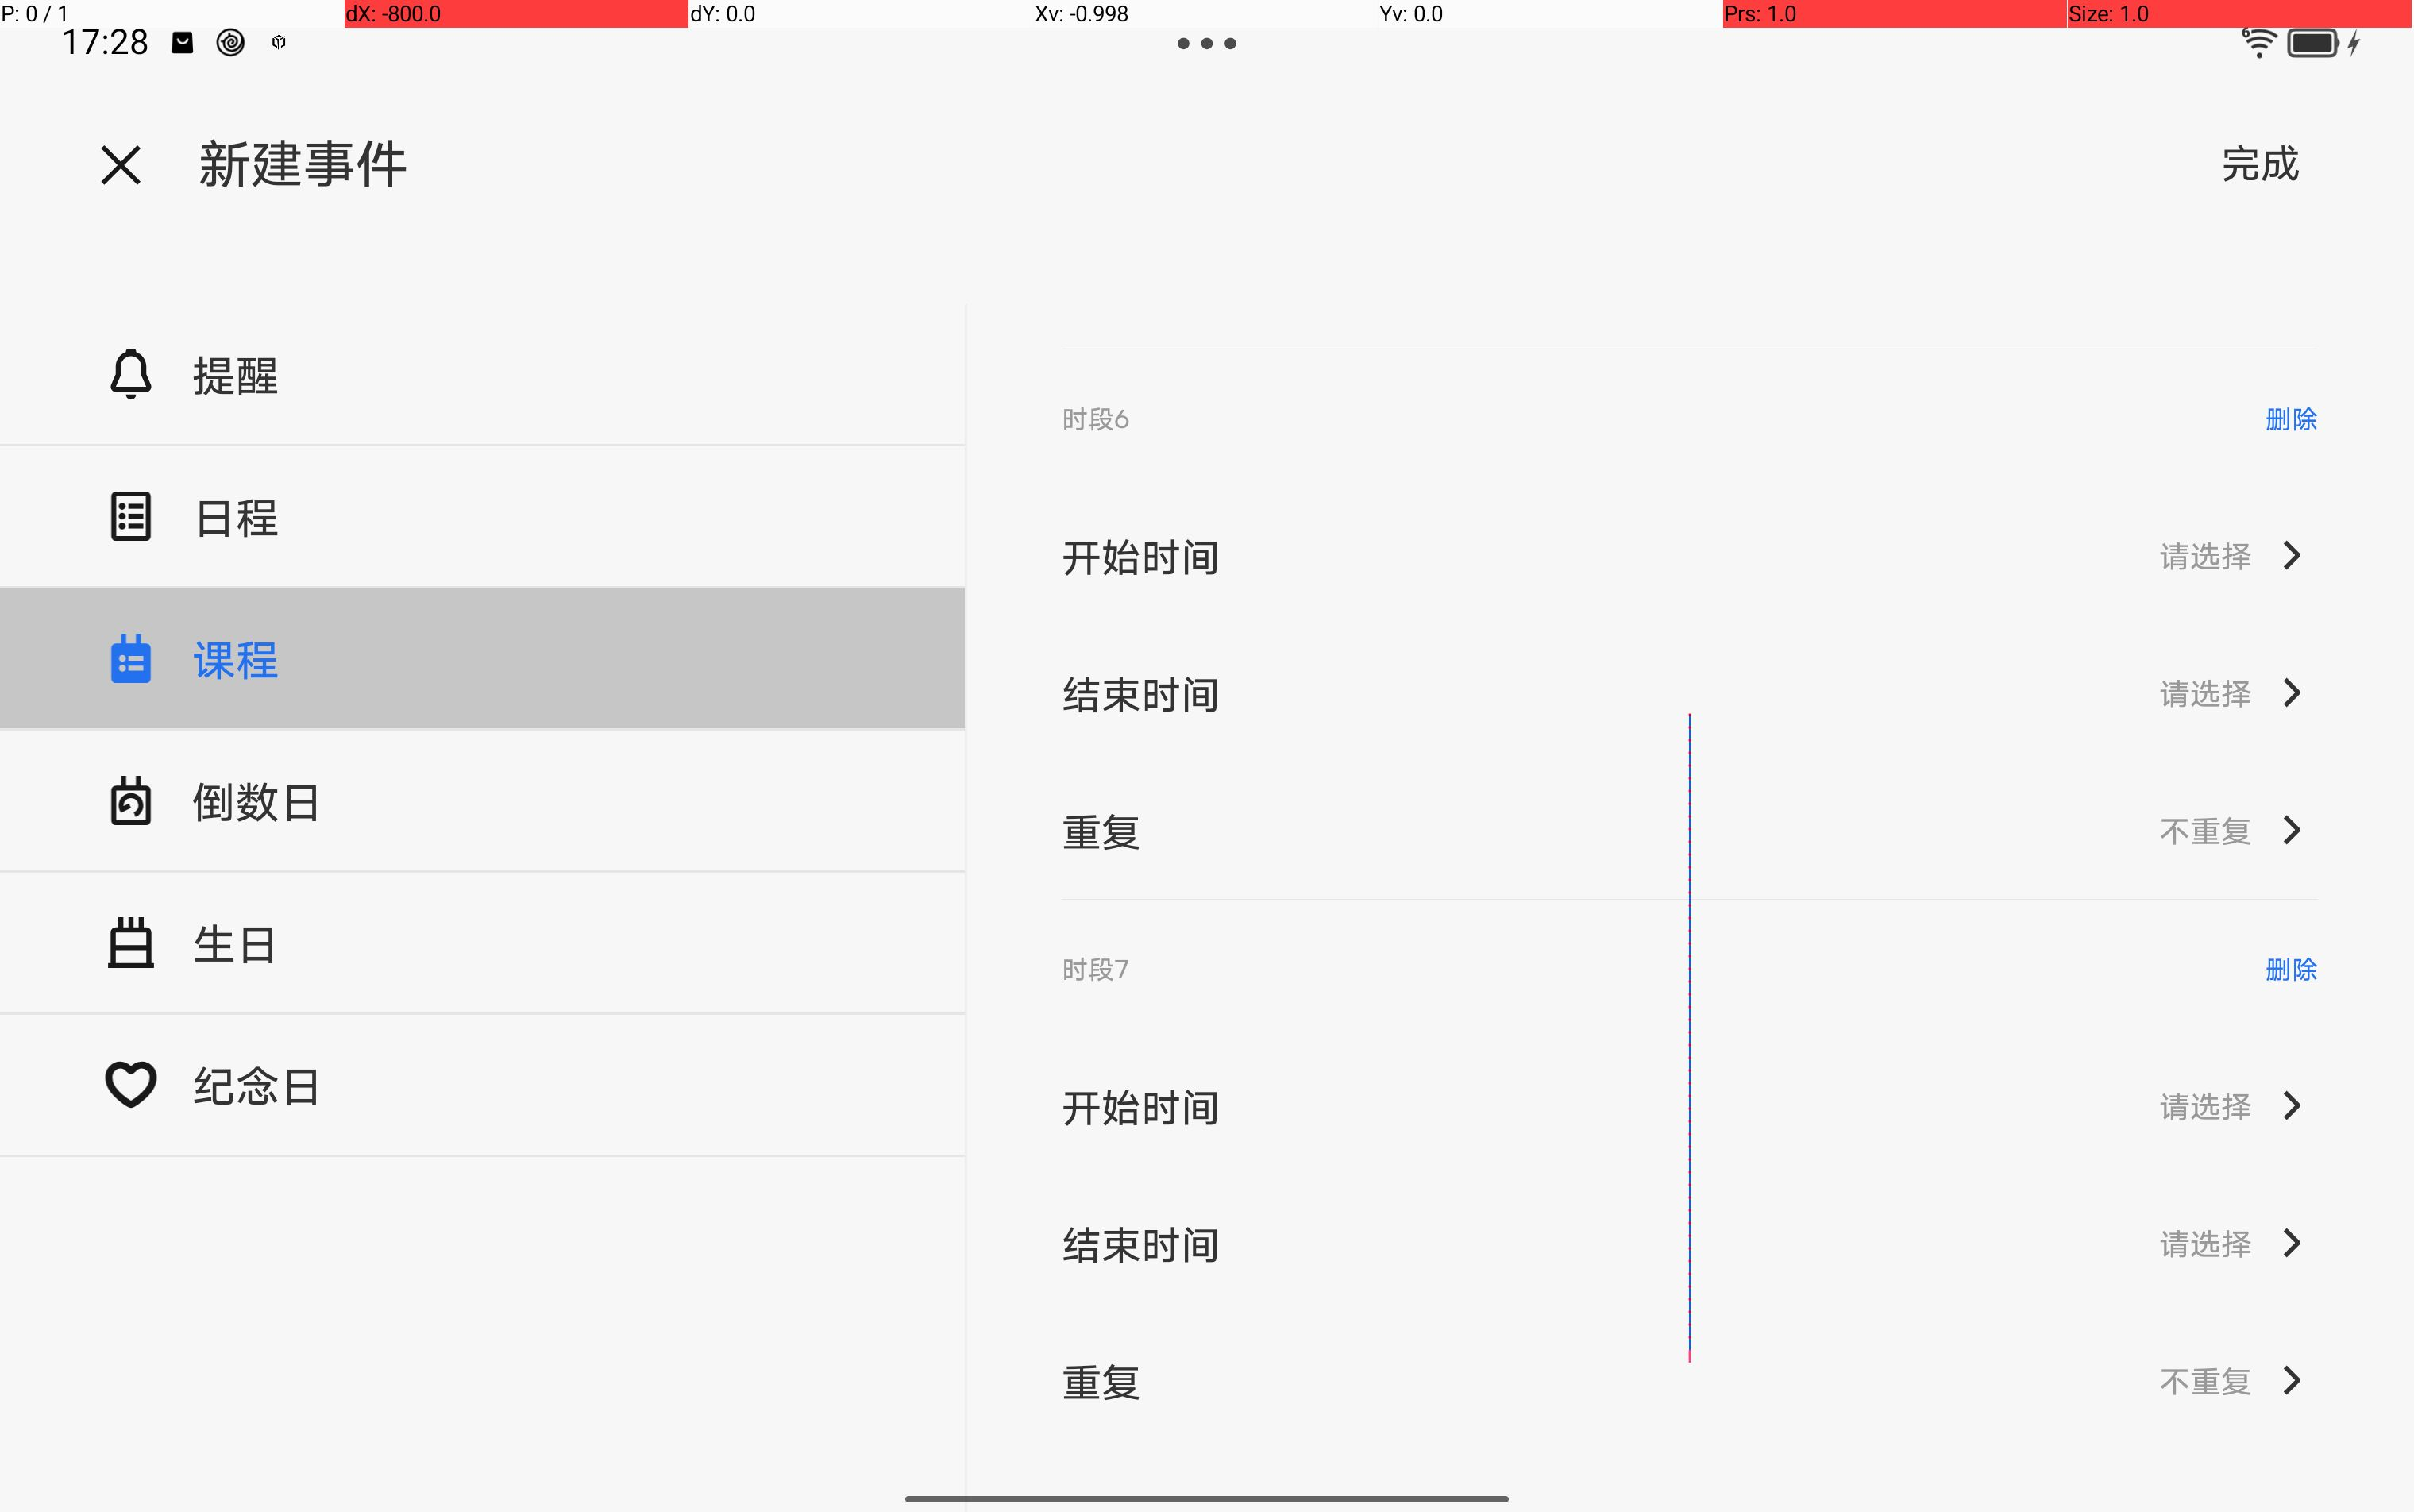 P: 0 / 1 dX: -800.0 dY: 0.0 Xv: -0.998 Yv: 0.0 Prs: 1.0 Size: 1.0
17:28 6
新建事件 完成
提醒
日程
课程
倒数日
生日
纪念日
时段6 删除
开始时间 请选择
结束时间 请选择
重复 不重复
时段7 删除
开始时间 请选择
结束时间 请选择
重复 不重复